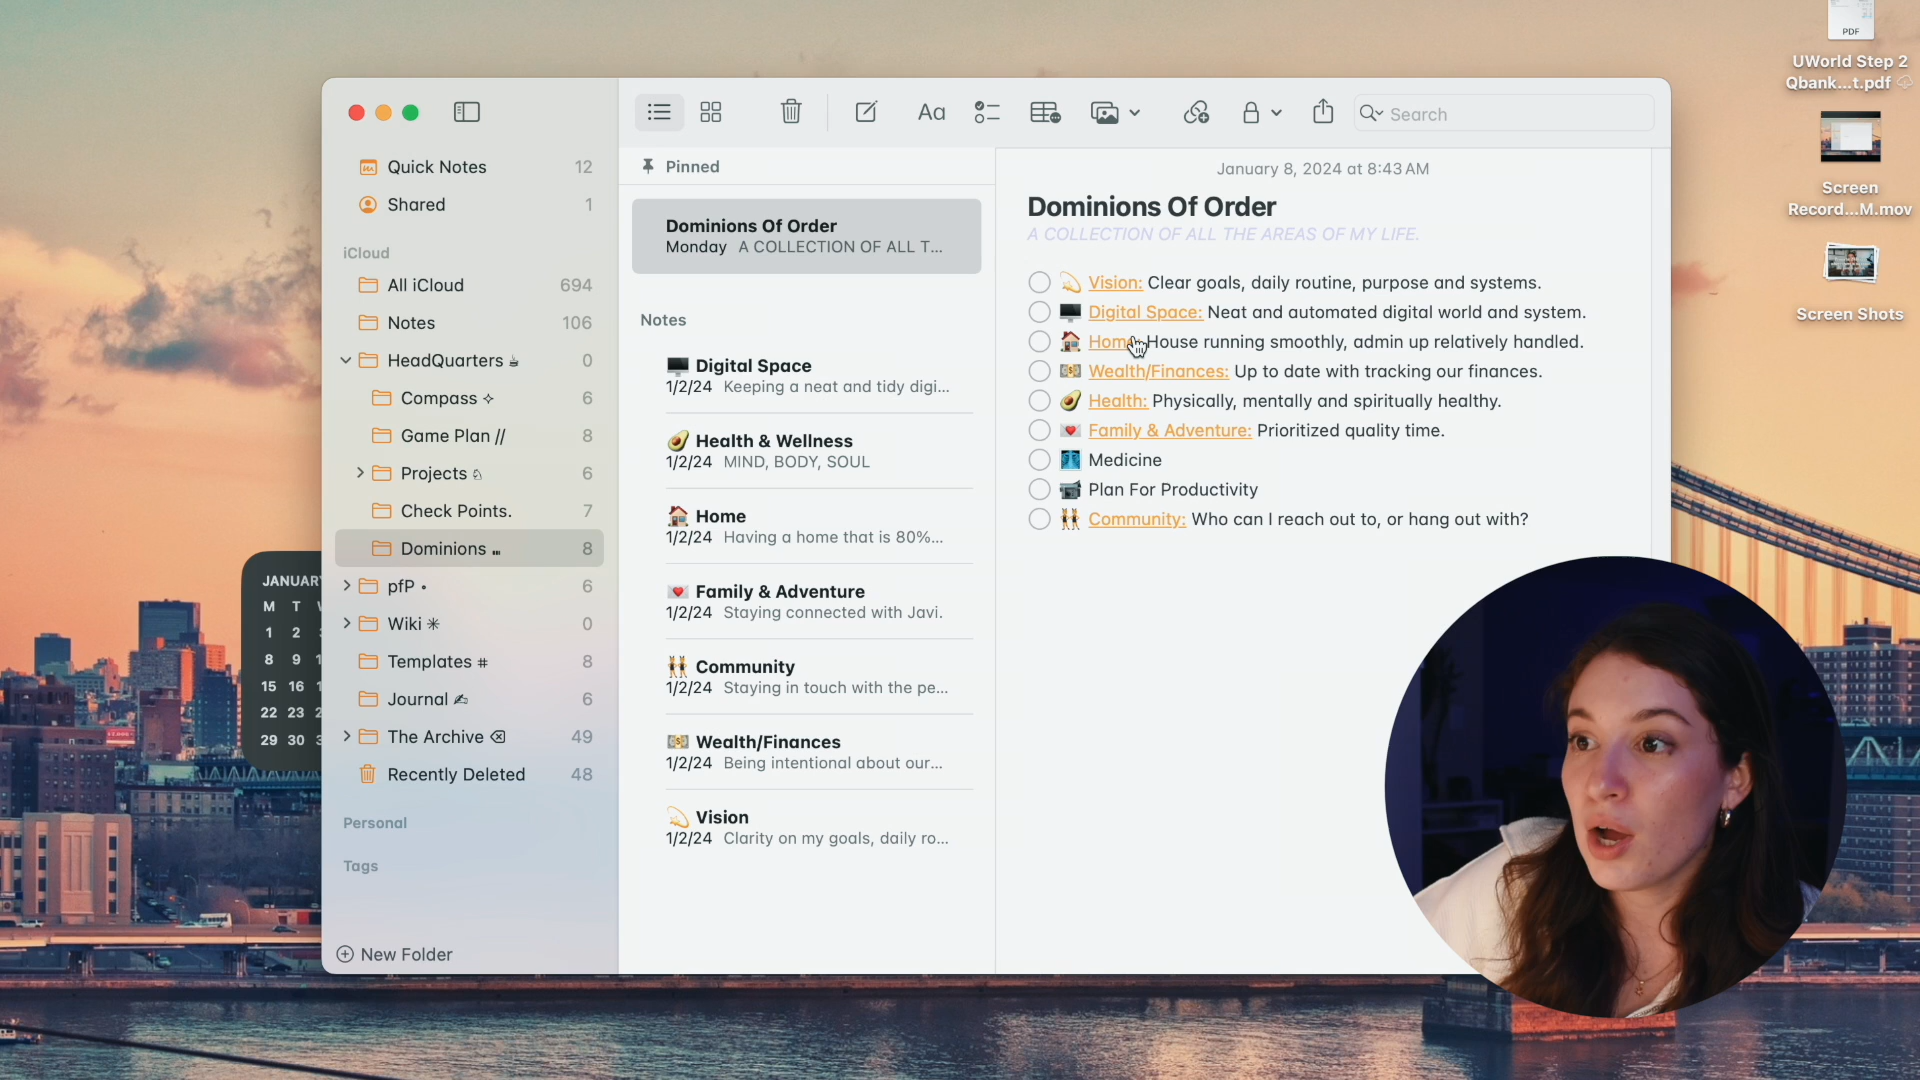 PDF
UWorld Step 2
Qbank...t.pdf
Screen
Record...M.mov
Screen Shots
Quick Notes 12
Shared 1
iCloud
All iCloud 694
Notes 106
HeadQuarters 0
Compass 6
Game Plan // 8
Projects 6
Check Points. 7
Dominions 8
pfP • 6
Wiki ✳ 0
Templates # 8
Journal ✍ 6
The Archive ⌫ 49
Recently Deleted 48
Personal
Tags
New Folder
Search
Pinned
Dominions Of Order
Monday A COLLECTION OF ALL T...
Notes
Digital Space
1/2/24 Keeping a neat and tidy digi...
Health & Wellness
1/2/24 MIND, BODY, SOUL
Home
1/2/24 Having a home that is 80%...
Family & Adventure
1/2/24 Staying connected with Javi.
Community
1/2/24 Staying in touch with the pe...
Wealth/Finances
1/2/24 Being intentional about our...
Vision
1/2/24 Clarity on my goals, daily ro...
Aa
January 8, 2024 at 8:43 AM
Dominions Of Order
A COLLECTION OF ALL THE AREAS OF MY LIFE.
Vision: Clear goals, daily routine, purpose and systems.
Digital Space: Neat and automated digital world and system.
Home: House running smoothly, admin up relatively handled.
Wealth/Finances: Up to date with tracking our finances.
Health: Physically, mentally and spiritually healthy.
Family & Adventure: Prioritized quality time.
Medicine
Plan For Productivity
Community: Who can I reach out to, or hang out with?
JANUAR
M T
1 2
8 9 1
15 16 1
22 23 2
29 30 3